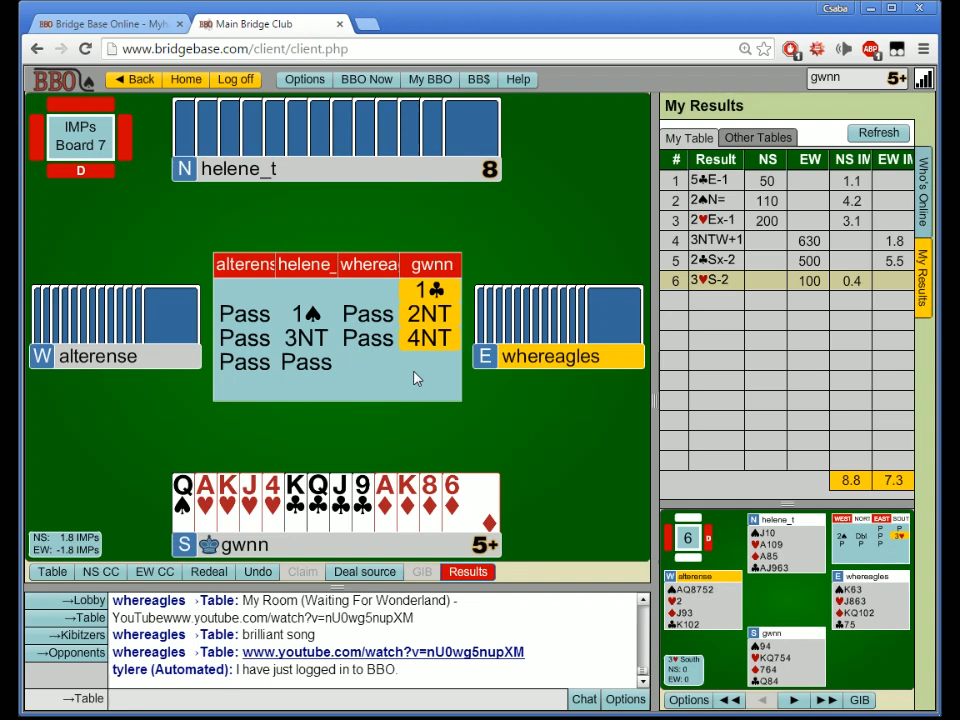 Csaba
BBO Bridge Base Online - Myh
BBO Main Bridge Club
www.bridgebase.com/client/client.php
BBO
◄ Back Home Log off Options BBO Now My BBO BB$ Help
gwnn 5+
IMPs
Board 7
D
N helene_t 8
alterens helene_ wherea gwnn
1♣
Pass 1♠ Pass 2NT
Pass 3NT Pass 4NT
Pass Pass
W alterense
E whereagles
Q A K J 4 K Q J 9 A K 8 6
♠ ♥ ♥ ♥ ♥ ♣ ♣ ♣ ♣ ♦ ♦ ♦ ♦
♦
S gwnn 5+
NS: 1.8 IMPs
EW: -1.8 IMPs
Table NS CC EW CC Redeal Undo Claim Deal source GIB Results
→Lobby
→Table
→Kibitzers
→Opponents
whereagles ›Table: My Room (Waiting For Wonderland) -
YouTubewww.youtube.com/watch?v=nU0wg5nupXM
whereagles ›Table: brilliant song
whereagles ›Table: www.youtube.com/watch?v=nU0wg5nupXM
tylere (Automated): I have just logged in to BBO.
→Table
Chat Options
My Results
My Table Other Tables Refresh
# Result NS EW NS IM EW IM
1 5♣E-1 50 1.1
2 2♠N= 110 4.2
3 2♥Ex-1 200 3.1
4 3NTW+1 630 1.8
5 2♣Sx-2 500 5.5
6 3♥S-2 100 0.4
8.8 7.3
Who's Online
My Results
6 D
N helene_t
♠J10
♥A109
♦A85
♣AJ963
WEST NORT EAST SOUT
P P
2♠ Dbl P 3♥
P P P
W alterense
♠AQ8752
♥2
♦J93
♣K102
E whereagles
♠K63
♥J863
♦KQ102
♣75
S gwnn
♠94
♥KQ754
♦764
♣Q84
3♥ South
NS: 0
EW: 0
Options ◄◄ ◄ ► ►► GIB